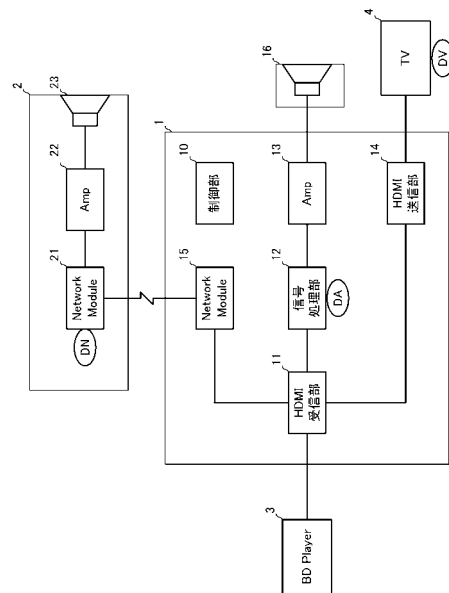 2
21
Network
Module
DN
22
Amp
23
1
15
Network
Module
10
制御部
3
BD Player
11
HDMI
受信部
12
信号
処理部
DA
13
Amp
16
14
HDMI
送信部
4
TV
DV